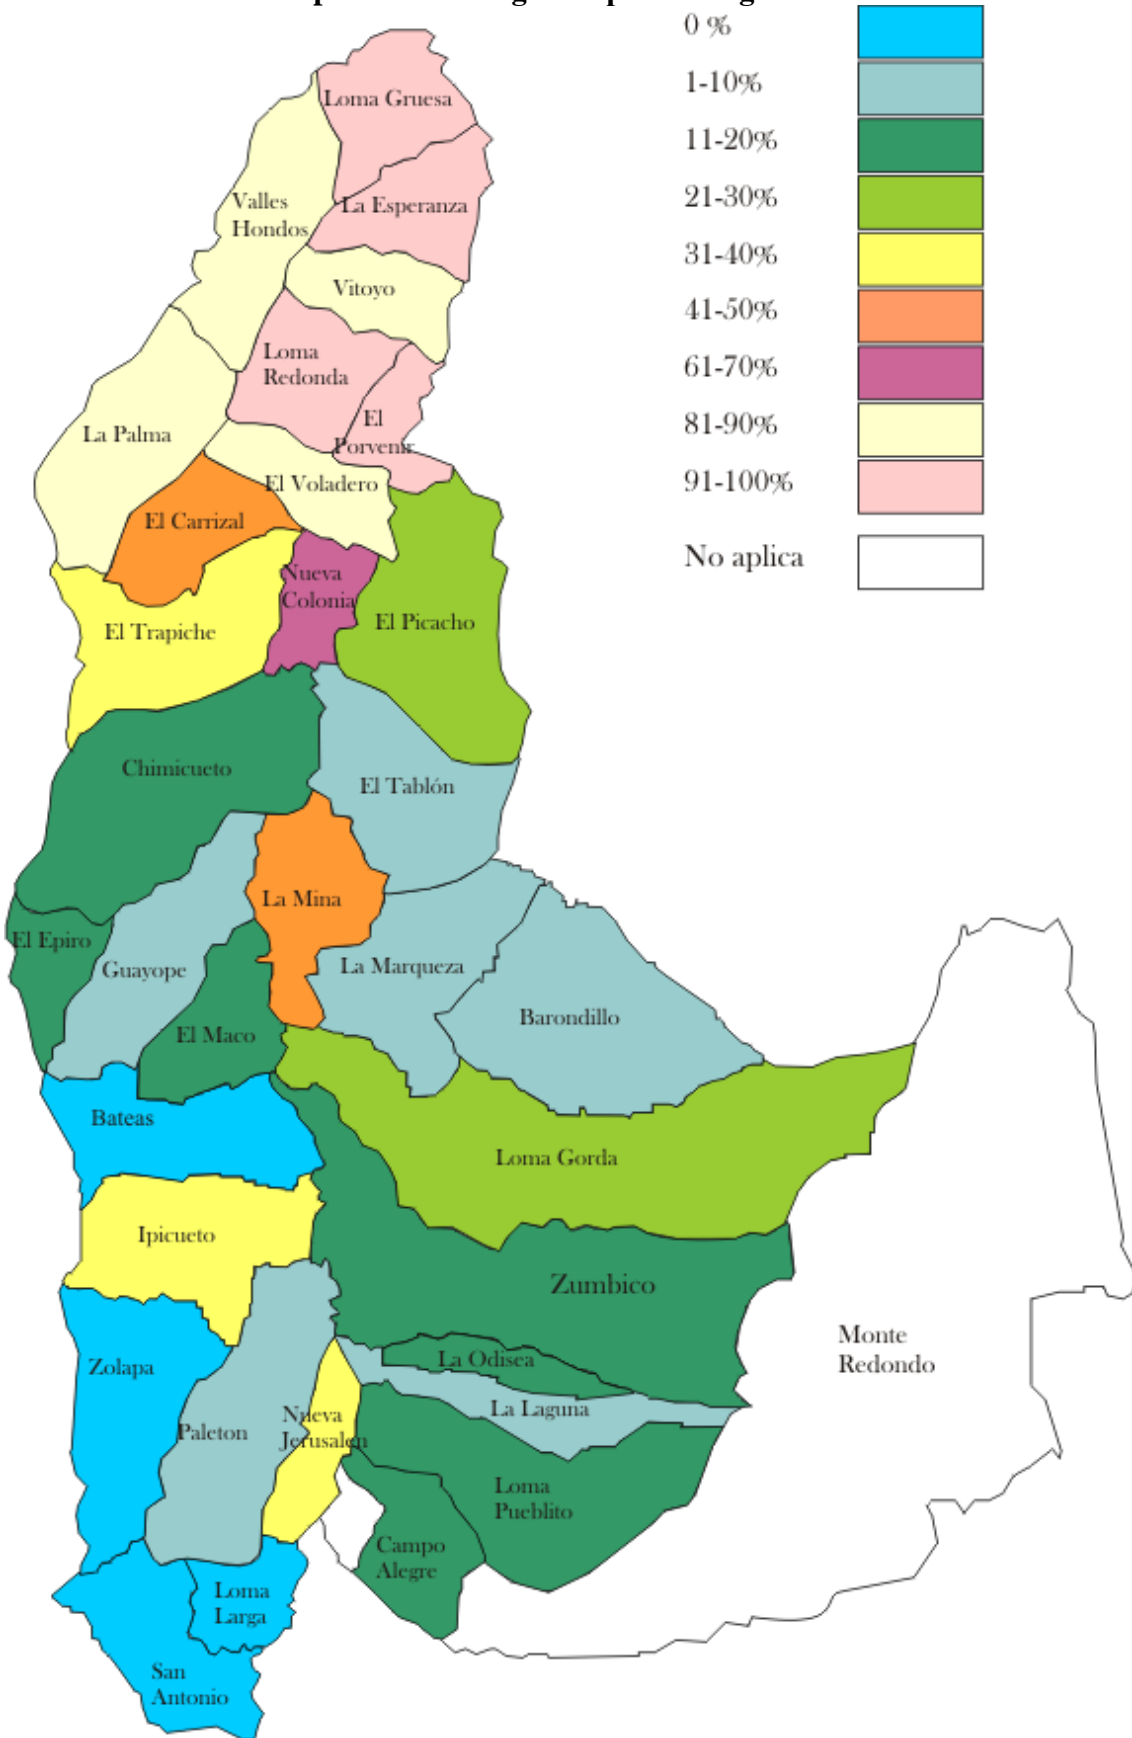 0 %
1-10%
11-20%
21-30%
31-40%
41-50%
61-70%
81-90%
91-100%
No aplica
Loma Gruesa
Valles
Hondos
La Esperanza
Vitoyo
Loma
Redonda
El
Porvenir
La Palma
El Voladero
El Carrizal
Nueva
Colonia
El Picacho
El Trapiche
Chimicueto
El Tablón
La Mina
El Epiro
Guayope
La Marqueza
Barondillo
El Maco
Bateas
Loma Gorda
Ipicueto
Zumbico
Monte
Redondo
La Odisea
Zolapa
La Laguna
Nueva
Jerusalen
Paleton
Loma
Pueblito
Campo
Alegre
Loma
Larga
San
Antonio